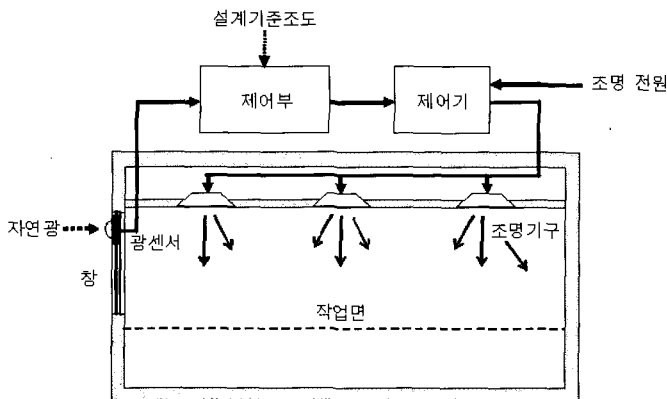 설계기준조도
제어부
제어기
조명 전원
자연광
광센서
조명기구
창
작업면